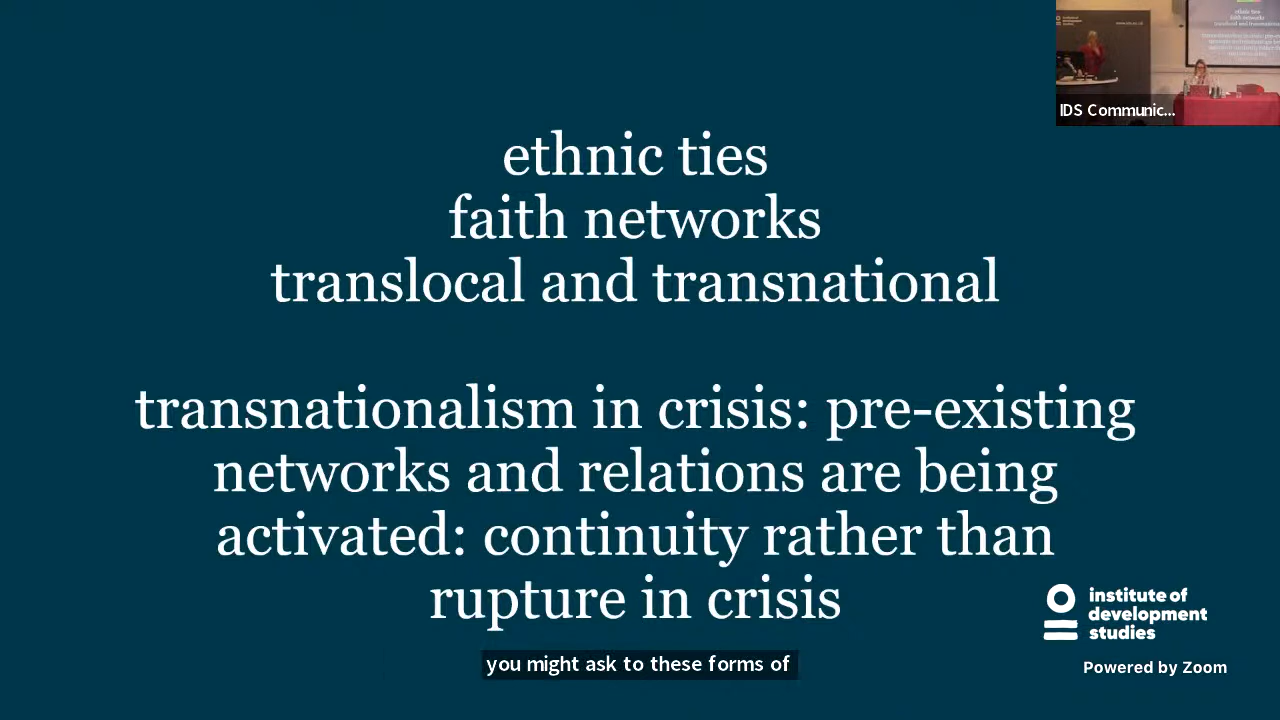 ethnic ties
faith networks
translocal and transnational
transnationalism in crisis: pre-existing
networks and relations are being
activated: continuity rather than
rupture in crisis
IDS Communic...
institute of
development
studies
you might ask to these forms of
Powered by Zoom